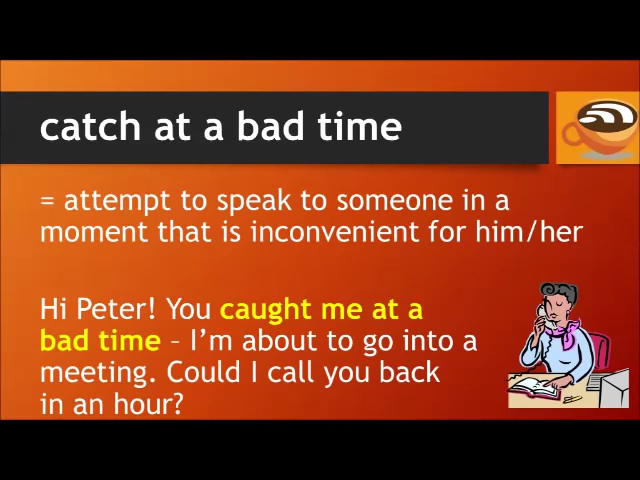 catch at a bad time
= attempt to speak to someone in a
moment that is inconvenient for him/her
Hi Peter! You caught me at a
bad time – I’m about to go into a
meeting. Could I call you back
in an hour?